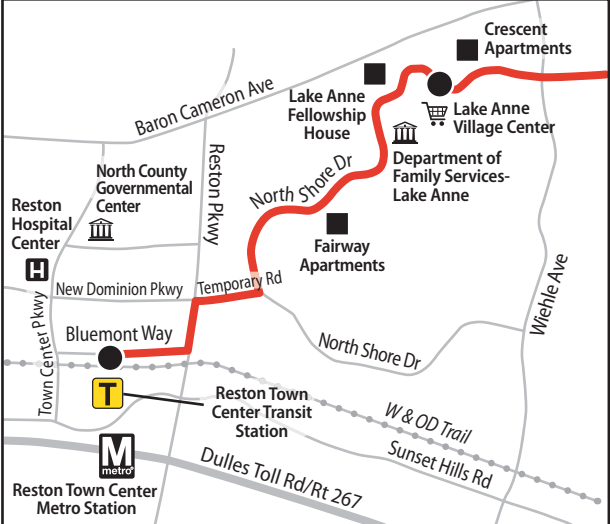 Crescent
Apartments
Baron Cameron Ave
Lake Anne
Fellowship
House
Lake Anne
Village Center
Department of
Family Services-
Lake Anne
North County
Governmental
Center
Reston Pkwy
North Shore Dr
Reston
Hospital
Center
H
Fairway
Apartments
New Dominion Pkwy
Temporary Rd
Wiehle Ave
Town Center Pkwy
Bluemont Way
North Shore Dr
T
Reston Town
Center Transit
Station
W & OD Trail
Sunset Hills Rd
M
metro
Dulles Toll Rd/Rt 267
Reston Town Center
Metro Station